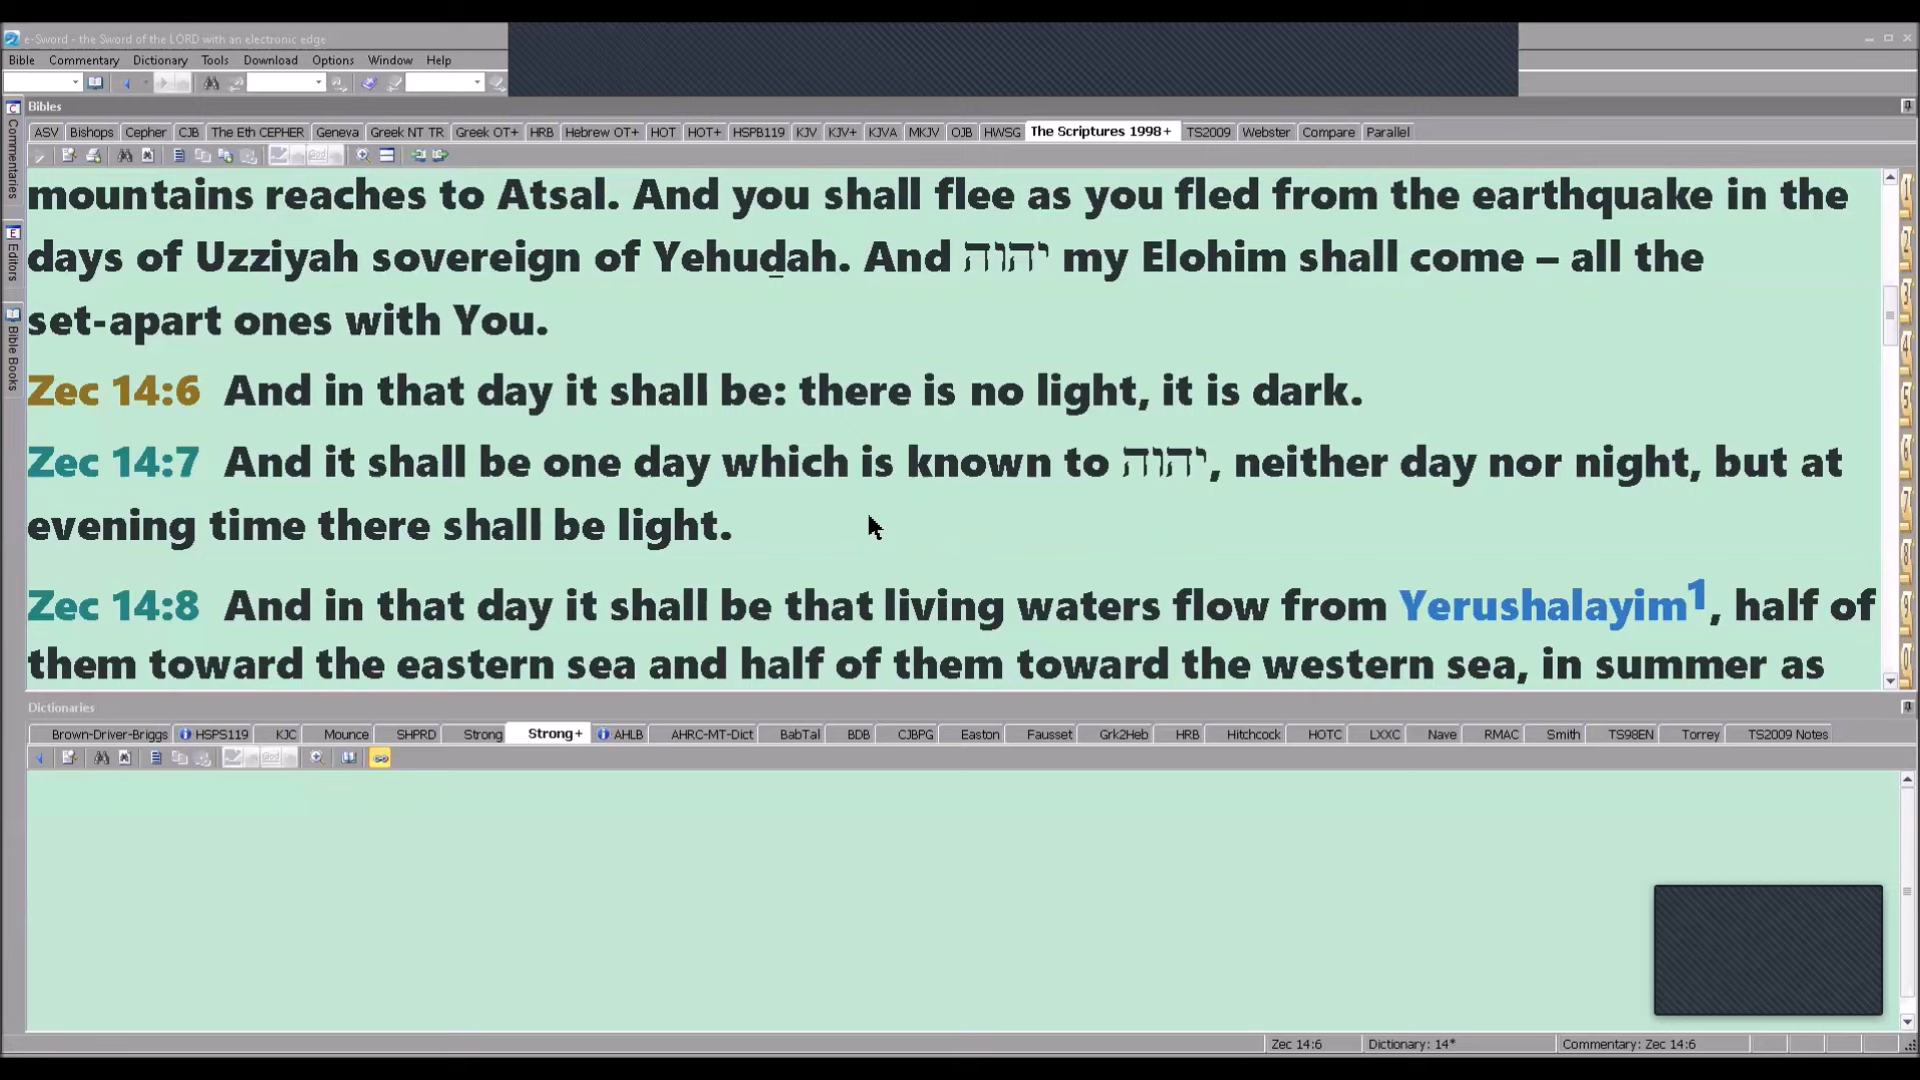 e-Sword - the Sword of the LORD with an electronic edge
Bible Commentary Dictionary Tools Download Options Window Help
Bibles
ASV Bishops Cepher CJB The Eth CEPHER Geneva Greek NT TR Greek OT+ HRB Hebrew OT+ HOT HOT+ HSPB119 KJV KJV+ KJVA MKJV OJB HWSG The Scriptures 1998+ TS2009 Webster Compare Parallel
Commentaries
Editors
Bible Books
mountains reaches to Atsal. And you shall flee as you fled from the earthquake in the
days of Uzziyah sovereign of Yehuḏah. And יהוה my Elohim shall come – all the
set-apart ones with You.
Zec 14:6 And in that day it shall be: there is no light, it is dark.
Zec 14:7 And it shall be one day which is known to יהוה, neither day nor night, but at
evening time there shall be light.
Zec 14:8 And in that day it shall be that living waters flow from Yerushalayim1, half of
them toward the eastern sea and half of them toward the western sea, in summer as
Dictionaries
Brown-Driver-Briggs HSPS119 KJC Mounce SHPRD Strong Strong+ AHLB AHRC-MT-Dict BabTal BDB CJBPG Easton Fausset Grk2Heb HRB Hitchcock HOTC LXXC Nave RMAC Smith TS98EN Torrey TS2009 Notes
Zec 14:6 Dictionary: 14* Commentary: Zec 14:6